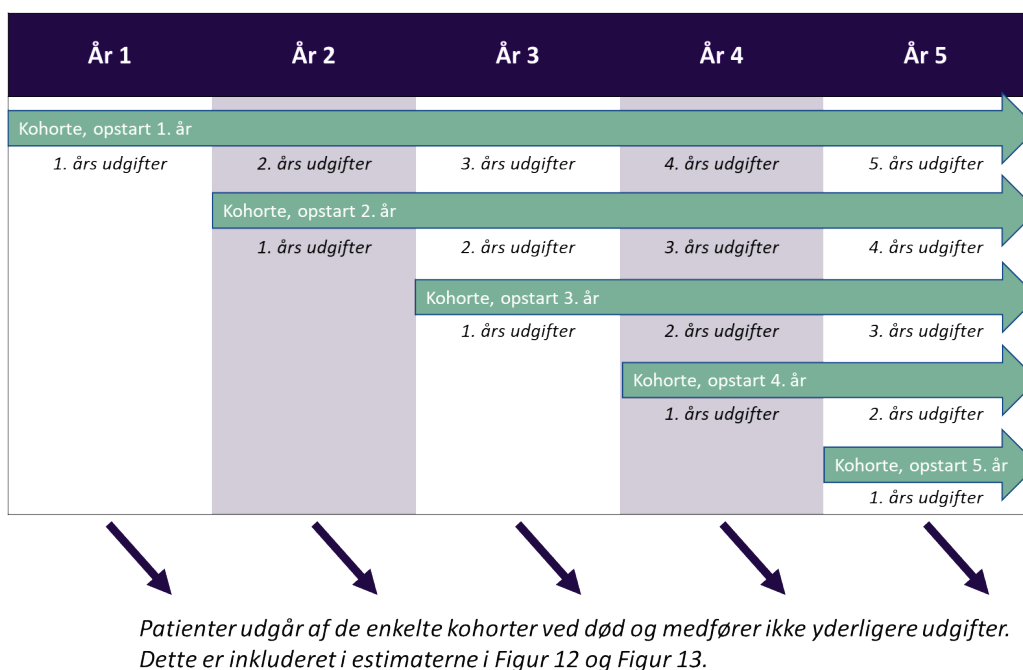 År 1 År 2 År 3 År 4 År 5
Kohorte, opstart 1. år
1. års udgifter 2. års udgifter 3. års udgifter 4. års udgifter 5. års udgifter
Kohorte, opstart 2. år
1. års udgifter 2. års udgifter 3. års udgifter 4. års udgifter
Kohorte, opstart 3. år
1. års udgifter 2. års udgifter 3. års udgifter
Kohorte, opstart 4. år
1. års udgifter 2. års udgifter
Kohorte, opstart 5. år
1. års udgifter
Patienter udgår af de enkelte kohorter ved død og medfører ikke yderligere udgifter.
Dette er inkluderet i estimaterne i Figur 12 og Figur 13.